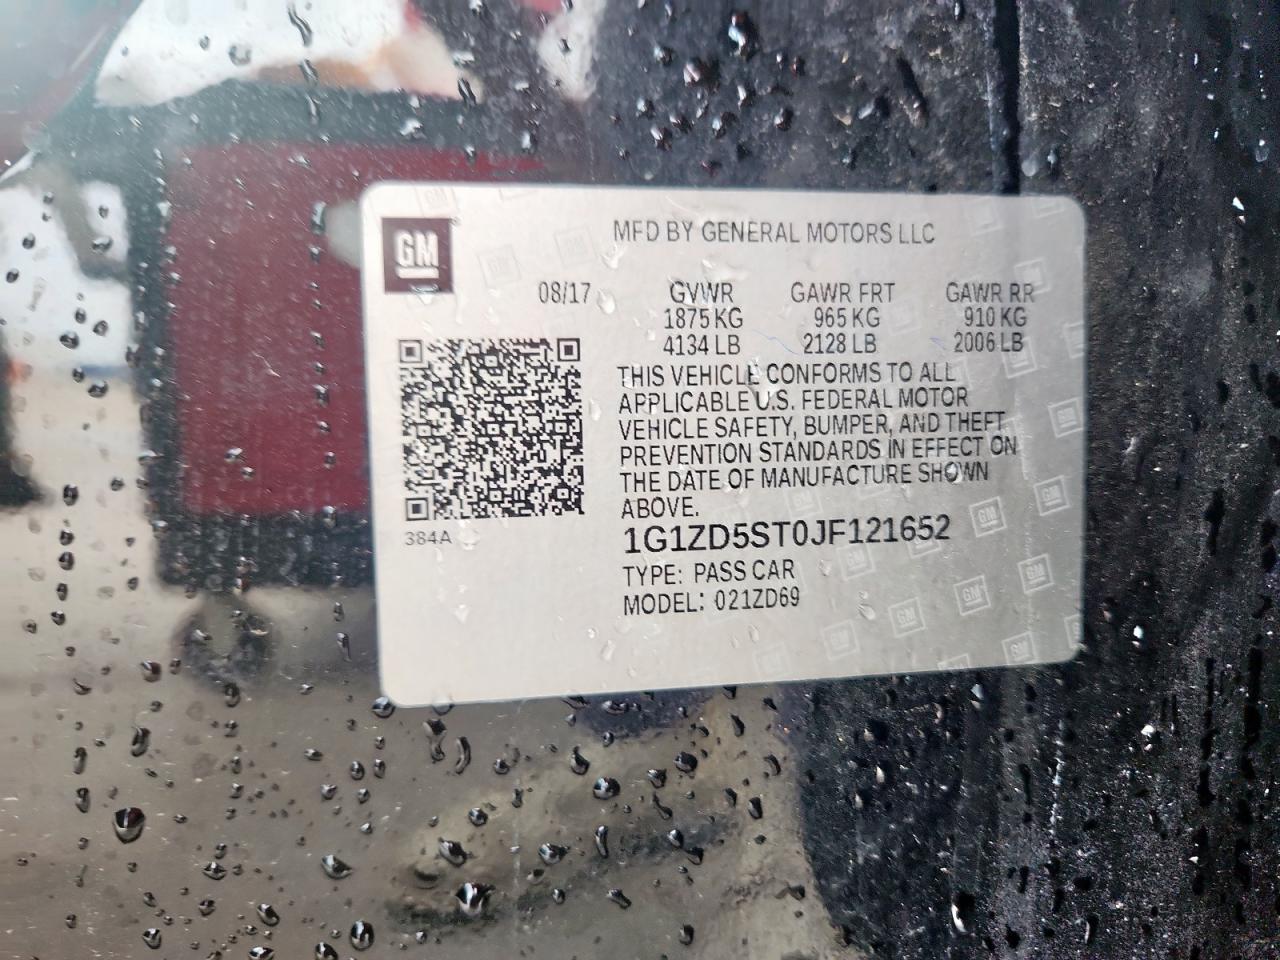 GM
MFD BY GENERAL MOTORS LLC
08/17 GVWR GAWR FRT GAWR RR
1875 KG 965 KG 910 KG
4134 LB 2128 LB 2006 LB
THIS VEHICLE CONFORMS TO ALL
APPLICABLE U.S. FEDERAL MOTOR
VEHICLE SAFETY, BUMPER, AND THEFT
PREVENTION STANDARDS IN EFFECT ON
THE DATE OF MANUFACTURE SHOWN
ABOVE.
384A
1G1ZD5ST0JF121652
TYPE: PASS CAR
MODEL: 021ZD69